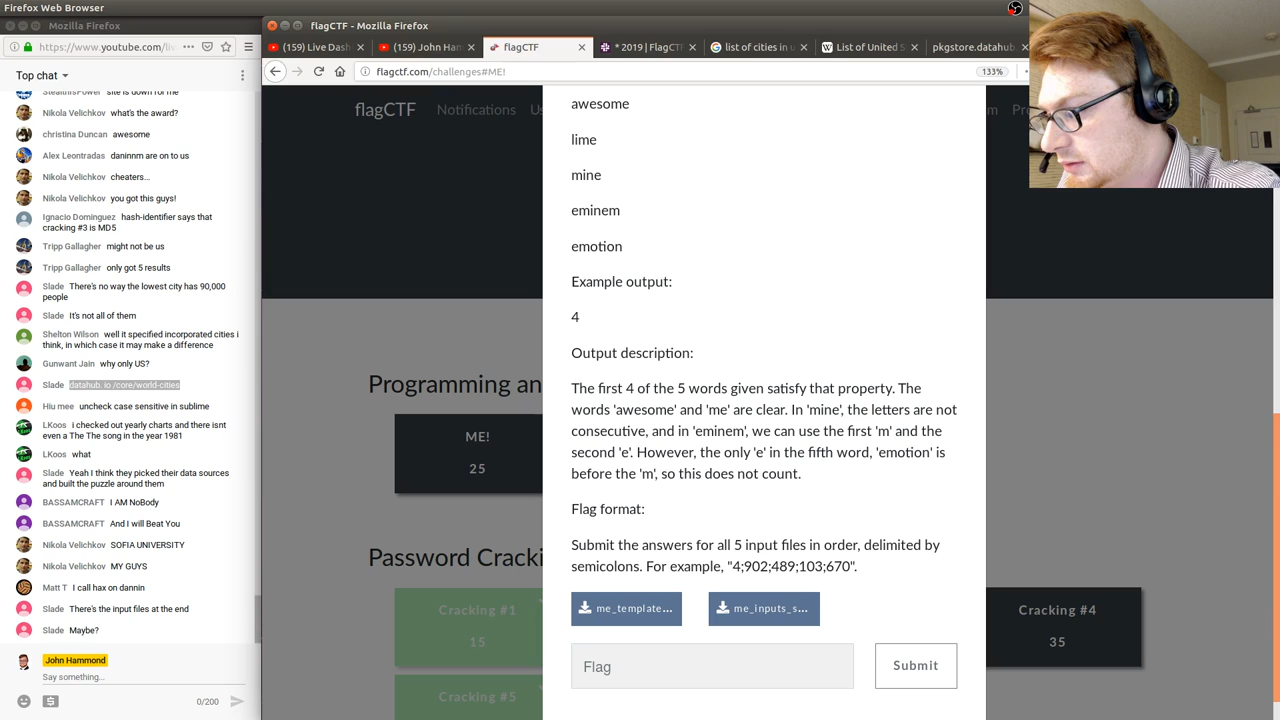 Firefox Web Browser
Mozilla Firefox
https://www.youtube.com/liv
Top chat
StealthisPower site is down for me
Nikola Velichkov what's the award?
christina Duncan awesome
Alex Leontradas daninnm are on to us
Nikola Velichkov cheaters...
Nikola Velichkov you got this guys!
Ignacio Dominguez hash-identifier says that
cracking #3 is MD5
Tripp Gallagher might not be us
Tripp Gallagher only got 5 results
Slade There's no way the lowest city has 90,000
people
Slade It's not all of them
Shelton Wilson well it specified incorporated cities i
think, in which case it may make a difference
Gunwant Jain why only US?
Slade datahub. io /core/world-cities
Hiu mee uncheck case sensitive in sublime
LKoos i checked out yearly charts and there isnt
even a The The song in the year 1981
LKoos what
Slade Yeah I think they picked their data sources
and built the puzzle around them
BASSAMCRAFT I AM NoBody
BASSAMCRAFT And I will Beat You
Nikola Velichkov SOFIA UNIVERSITY
Nikola Velichkov MY GUYS
Matt T I call hax on dannin
Slade There's the input files at the end
Slade Maybe?
John Hammond
Say something...
0/200
flagCTF - Mozilla Firefox
(159) Live Das
(159) John Ham
flagCTF
* 2019 | FlagCT
list of cities in u
List of United S
pkgstore.datahub.
flagctf.com/challenges#ME!
133%
flagCTF
Notifications
Us
m
Pr
awesome
lime
mine
eminem
emotion
Example output:
4
Output description:
The first 4 of the 5 words given satisfy that property. The
words 'awesome' and 'me' are clear. In 'mine', the letters are not
consecutive, and in 'eminem', we can use the first 'm' and the
second 'e'. However, the only 'e' in the fifth word, 'emotion' is
before the 'm', so this does not count.
Flag format:
Submit the answers for all 5 input files in order, delimited by
semicolons. For example, "4;902;489;103;670".
me_template...
me_inputs_s...
Flag
Submit
Programming an
ME!
25
Password Cracki
Cracking #1
15
Cracking #4
35
Cracking #5